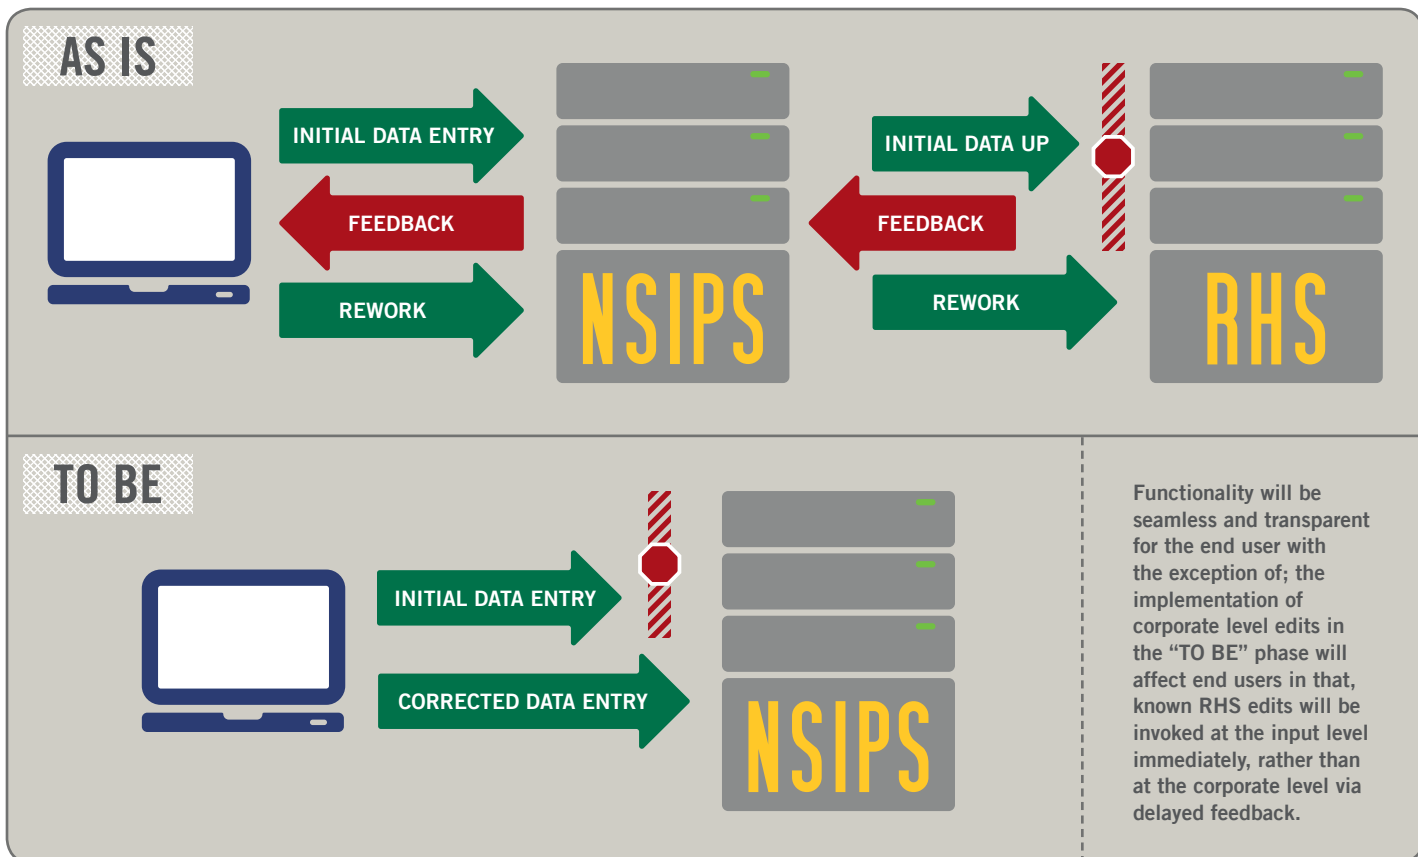 AS IS
INITIAL DATA ENTRY
FEEDBACK
REWORK
NSIPS
INITIAL DATA UP
FEEDBACK
REWORK
RHS
TO BE
INITIAL DATA ENTRY
CORRECTED DATA ENTRY
NSIPS
Functionality will be
seamless and transparent
for the end user with
the exception of; the
implementation of
corporate level edits in
the “TO BE” phase will
affect end users in that,
known RHS edits will be
invoked at the input level
immediately, rather than
at the corporate level via
delayed feedback.